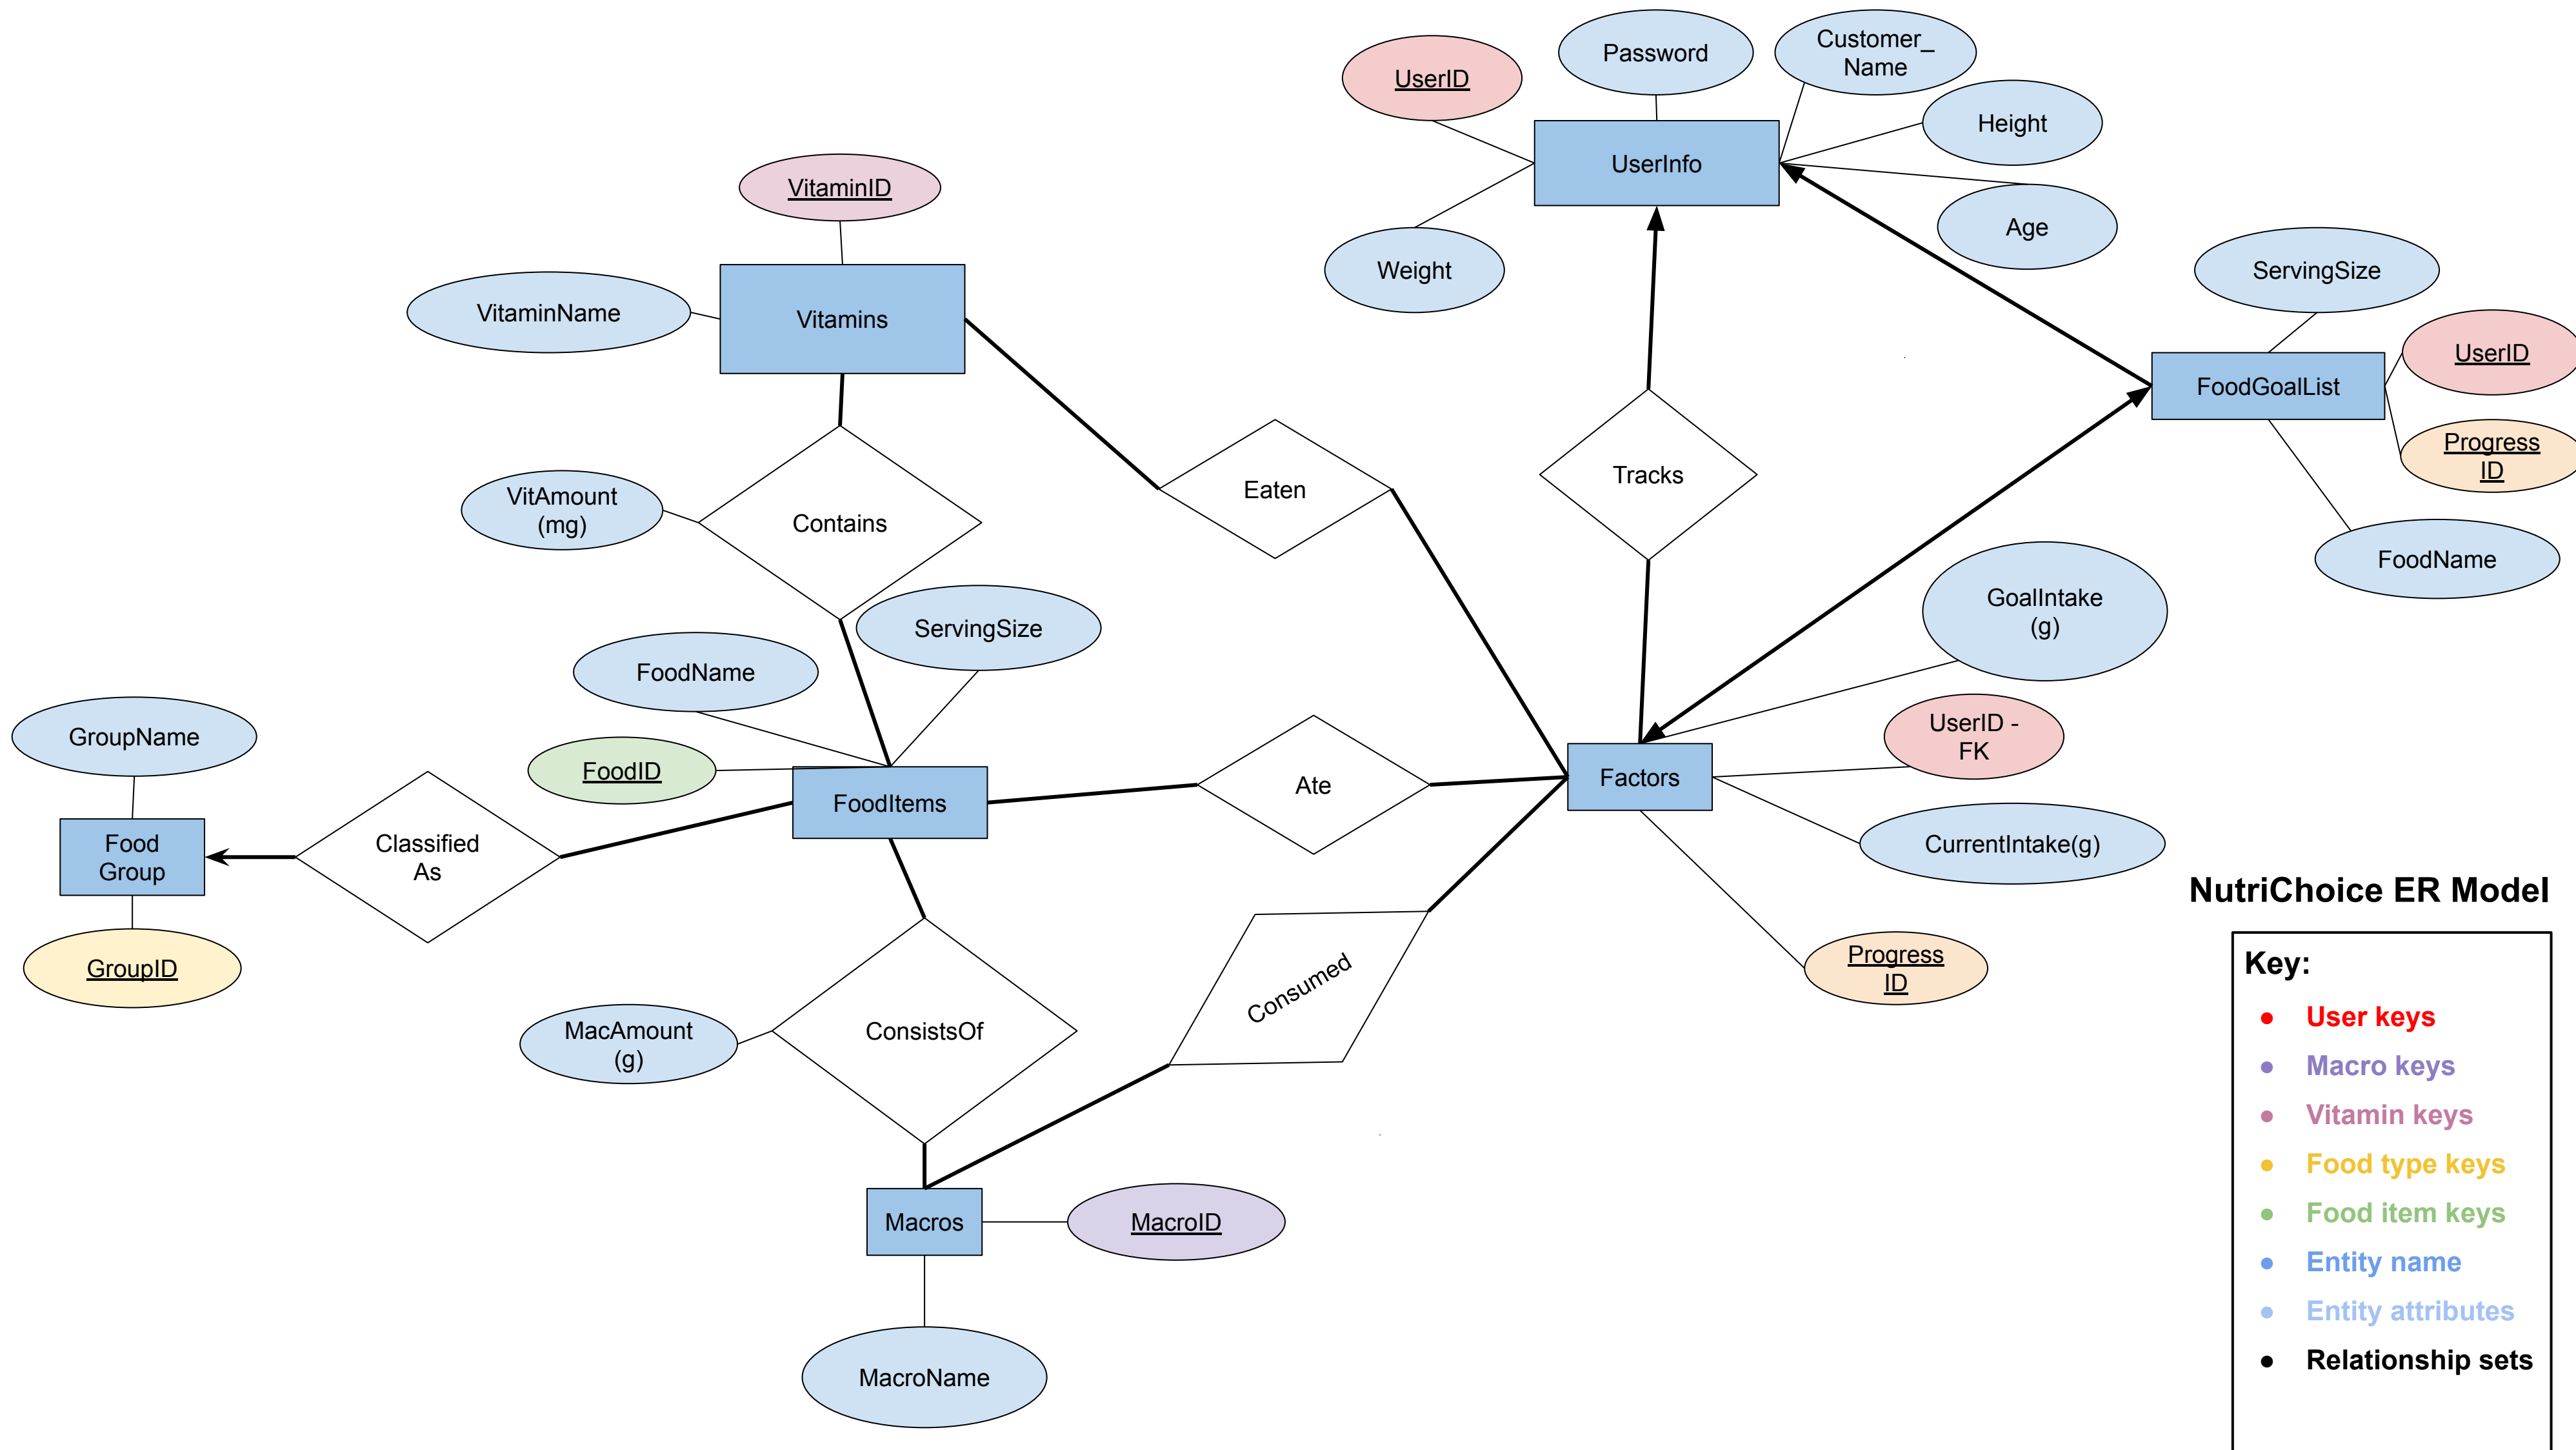 Password
Customer_
Name
UserID
Height
UserInfo
VitaminID
Age
Weight
ServingSize
VitaminName
Vitamins
UserID
FoodGoalList
Progress
ID
Tracks
Eaten
VitAmount
(mg)
Contains
FoodName
GoalIntake
(g)
ServingSize
FoodName
GroupName
UserID -
FK
FoodID
Factors
FoodItems
Ate
Food
Group
Classified
As
CurrentIntake(g)
NutriChoice ER Model
GroupID
Progress
ID
Consumed
ConsistsOf
MacAmount
(g)
Macros
MacroID
MacroName
Key:
● User keys
● Macro keys
● Vitamin keys
● Food type keys
● Food item keys
● Entity name
● Entity attributes
● Relationship sets